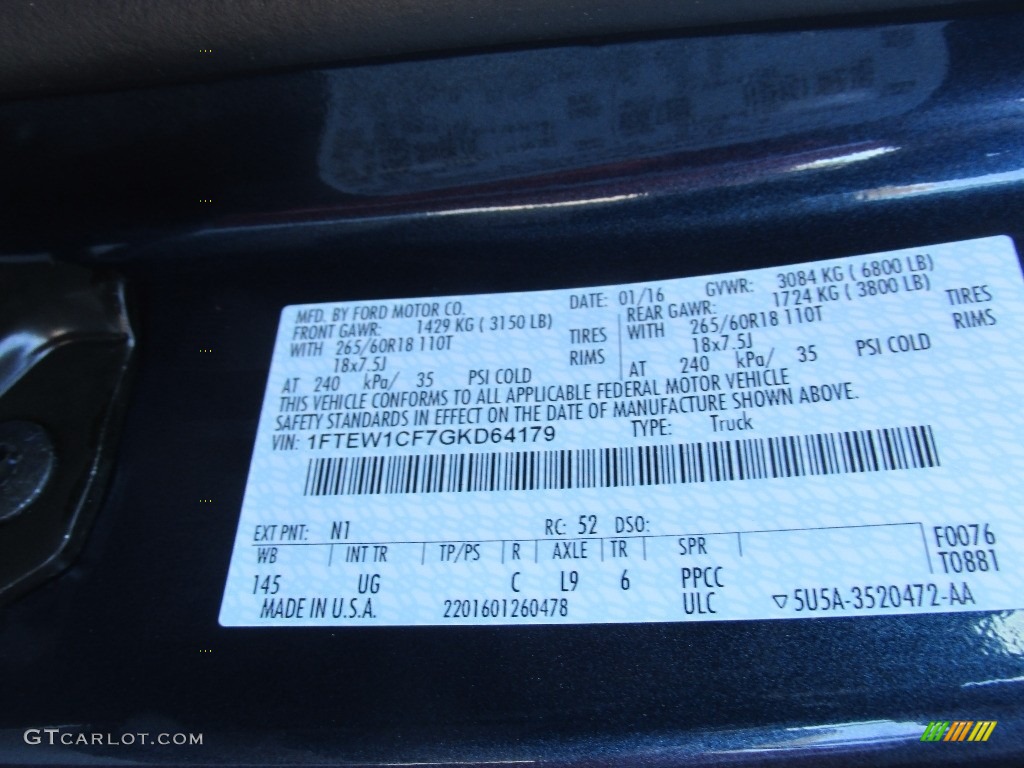 MFD. BY FORD MOTOR CO.
DATE: 01/16
GVWR: 3084 KG ( 6800 LB)
FRONT GAWR: 1429 KG ( 3150 LB)
WITH 265/60R18 110T TIRES
18x7.5J RIMS
AT 240 kPa/ 35 PSI COLD
REAR GAWR: 1724 KG ( 3800 LB)
WITH 265/60R18 110T TIRES
18x7.5J RIMS
AT 240 kPa/ 35 PSI COLD
THIS VEHICLE CONFORMS TO ALL APPLICABLE FEDERAL MOTOR VEHICLE
SAFETY STANDARDS IN EFFECT ON THE DATE OF MANUFACTURE SHOWN ABOVE.
VIN: 1FTEW1CF7GKD64179 TYPE: Truck
EXT PNT: N1 RC: 52 DSO:
WB INT TR TP/PS R AXLE TR SPR
145 UG C L9 6 PPCC
F0076
T0881
MADE IN U.S.A. 2201601260478 ULC ▽5U5A-3520472-AA
GTCARLOT.COM